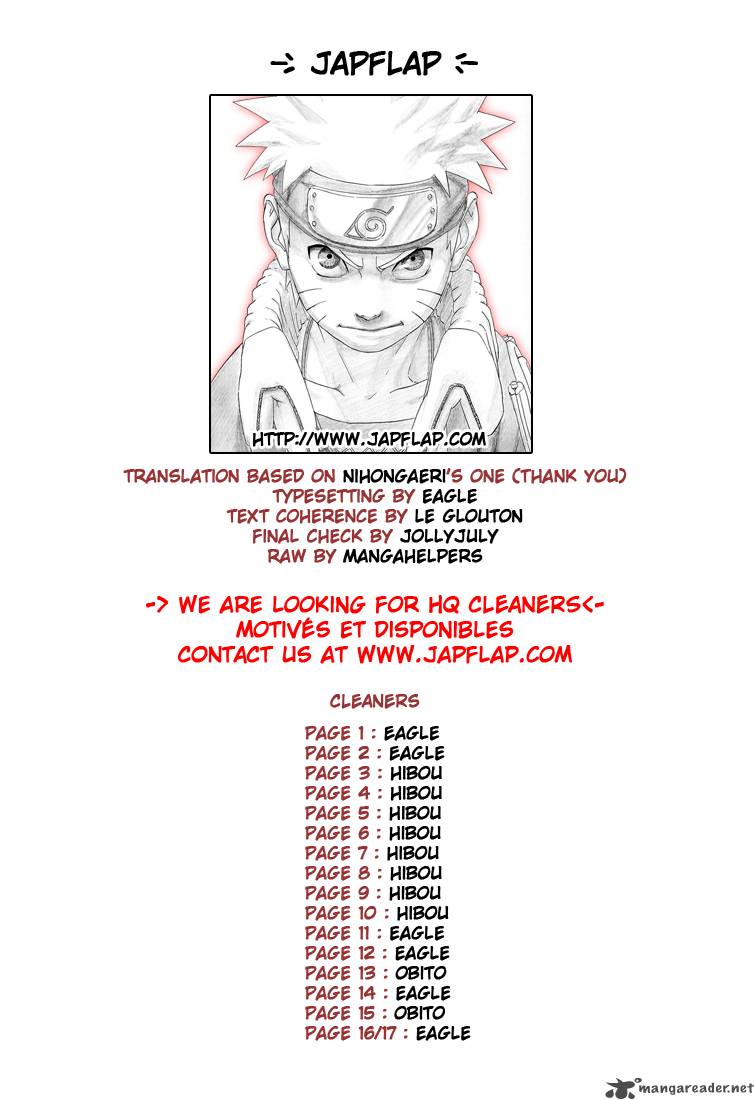 -> JAPFLAP <-
HTTP://WWW.JAPFLAP.COM
TRANSLATION BASED ON NIHONGAERI'S ONE (THANK YOU)
TYPESETTING BY EAGLE
TEXT COHERENCE BY LE GLOUTON
FINAL CHECK BY JOLLYJULY
RAW BY MANGAHELPERS
-> WE ARE LOOKING FOR HQ CLEANERS<-
MOTIVÉS ET DISPONIBLES
CONTACT US AT WWW.JAPFLAP.COM
CLEANERS
PAGE 1 : EAGLE
PAGE 2 : EAGLE
PAGE 3 : HIBOU
PAGE 4 : HIBOU
PAGE 5 : HIBOU
PAGE 6 : HIBOU
PAGE 7 : HIBOU
PAGE 8 : HIBOU
PAGE 9 : HIBOU
PAGE 10 : HIBOU
PAGE 11 : EAGLE
PAGE 12 : EAGLE
PAGE 13 : OBITO
PAGE 14 : EAGLE
PAGE 15 : OBITO
PAGE 16/17 : EAGLE
mangareader.net